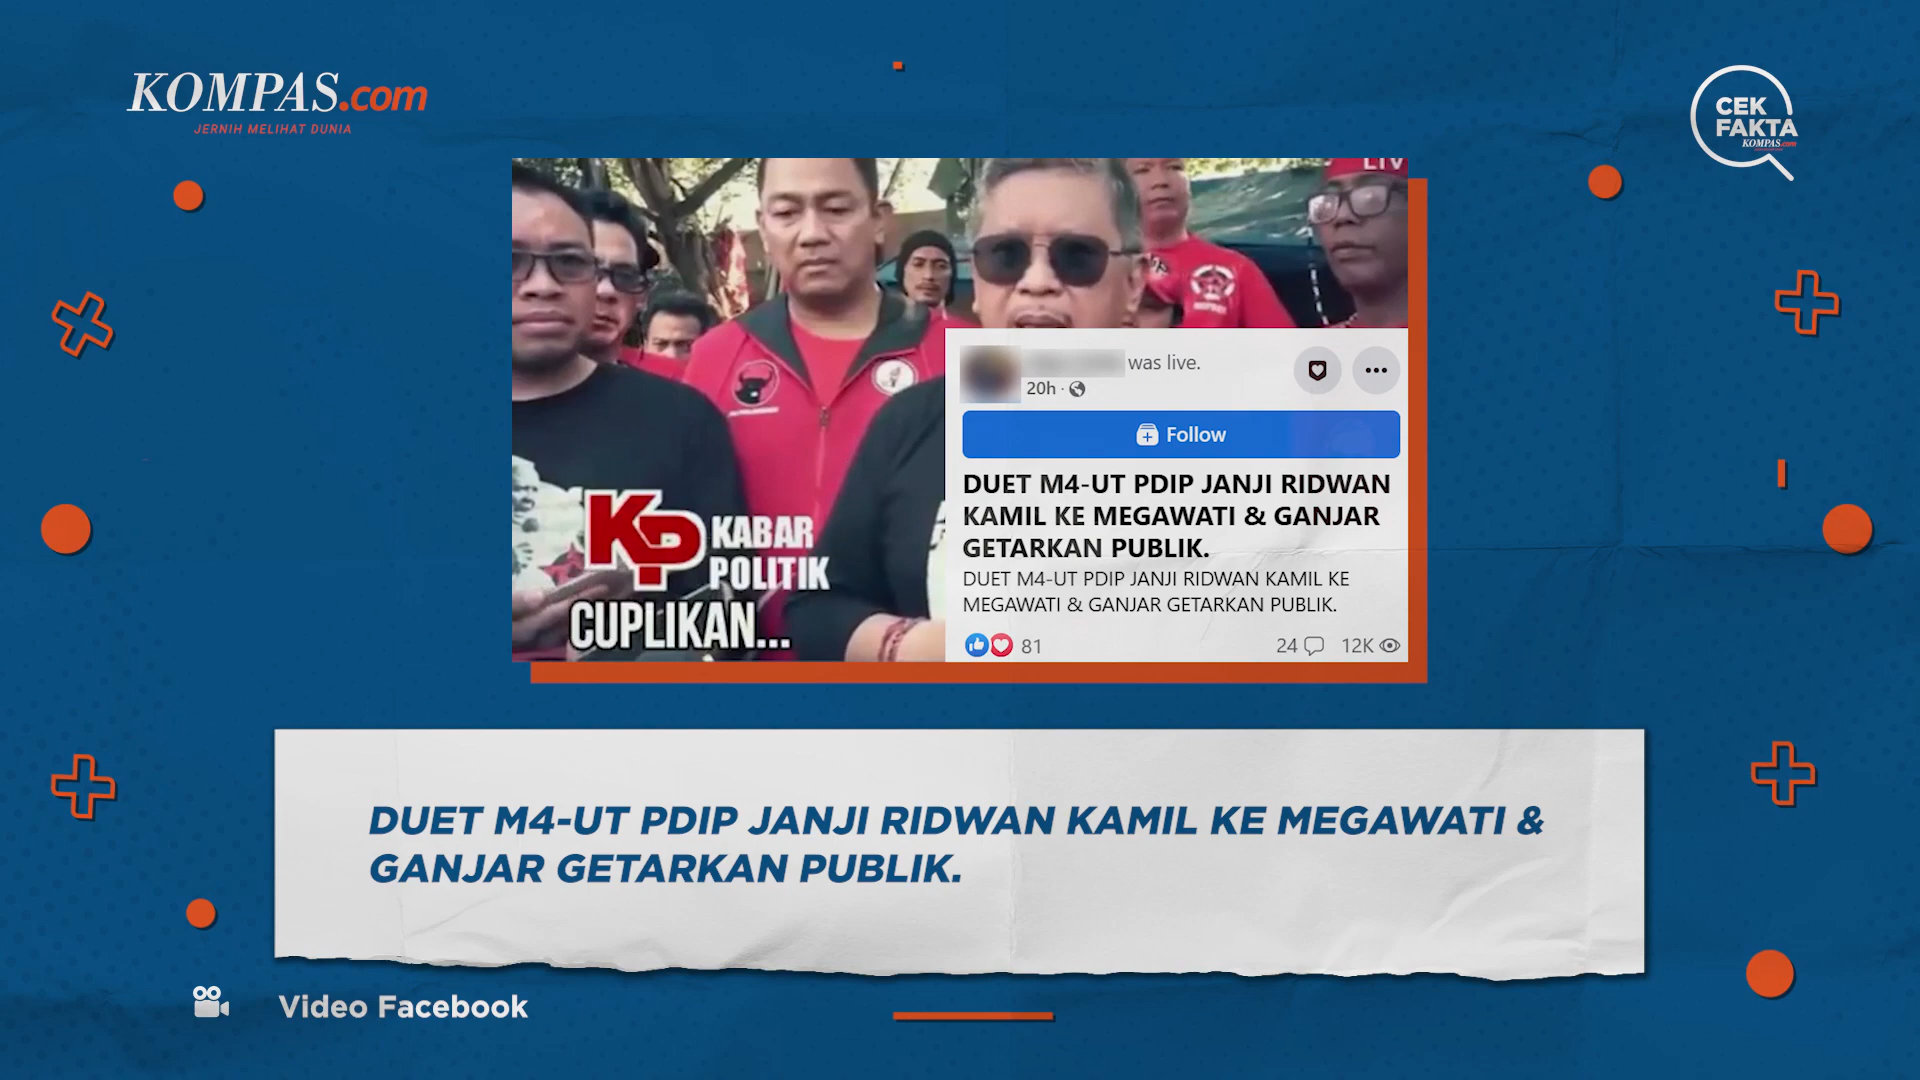 KOMPAS.com
JERNIH MELIHAT DUNIA
CEK
FAKTA
KOMPAS.com
was live.
20h
Follow
DUET M4-UT PDIP JANJI RIDWAN
KAMIL KE MEGAWATI & GANJAR
GETARKAN PUBLIK.
DUET M4-UT PDIP JANJI RIDWAN KAMIL KE
MEGAWATI & GANJAR GETARKAN PUBLIK.
81
24
12K
KP KABAR
POLITIK
CUPLIKAN...
DUET M4-UT PDIP JANJI RIDWAN KAMIL KE MEGAWATI &
GANJAR GETARKAN PUBLIK.
Video Facebook